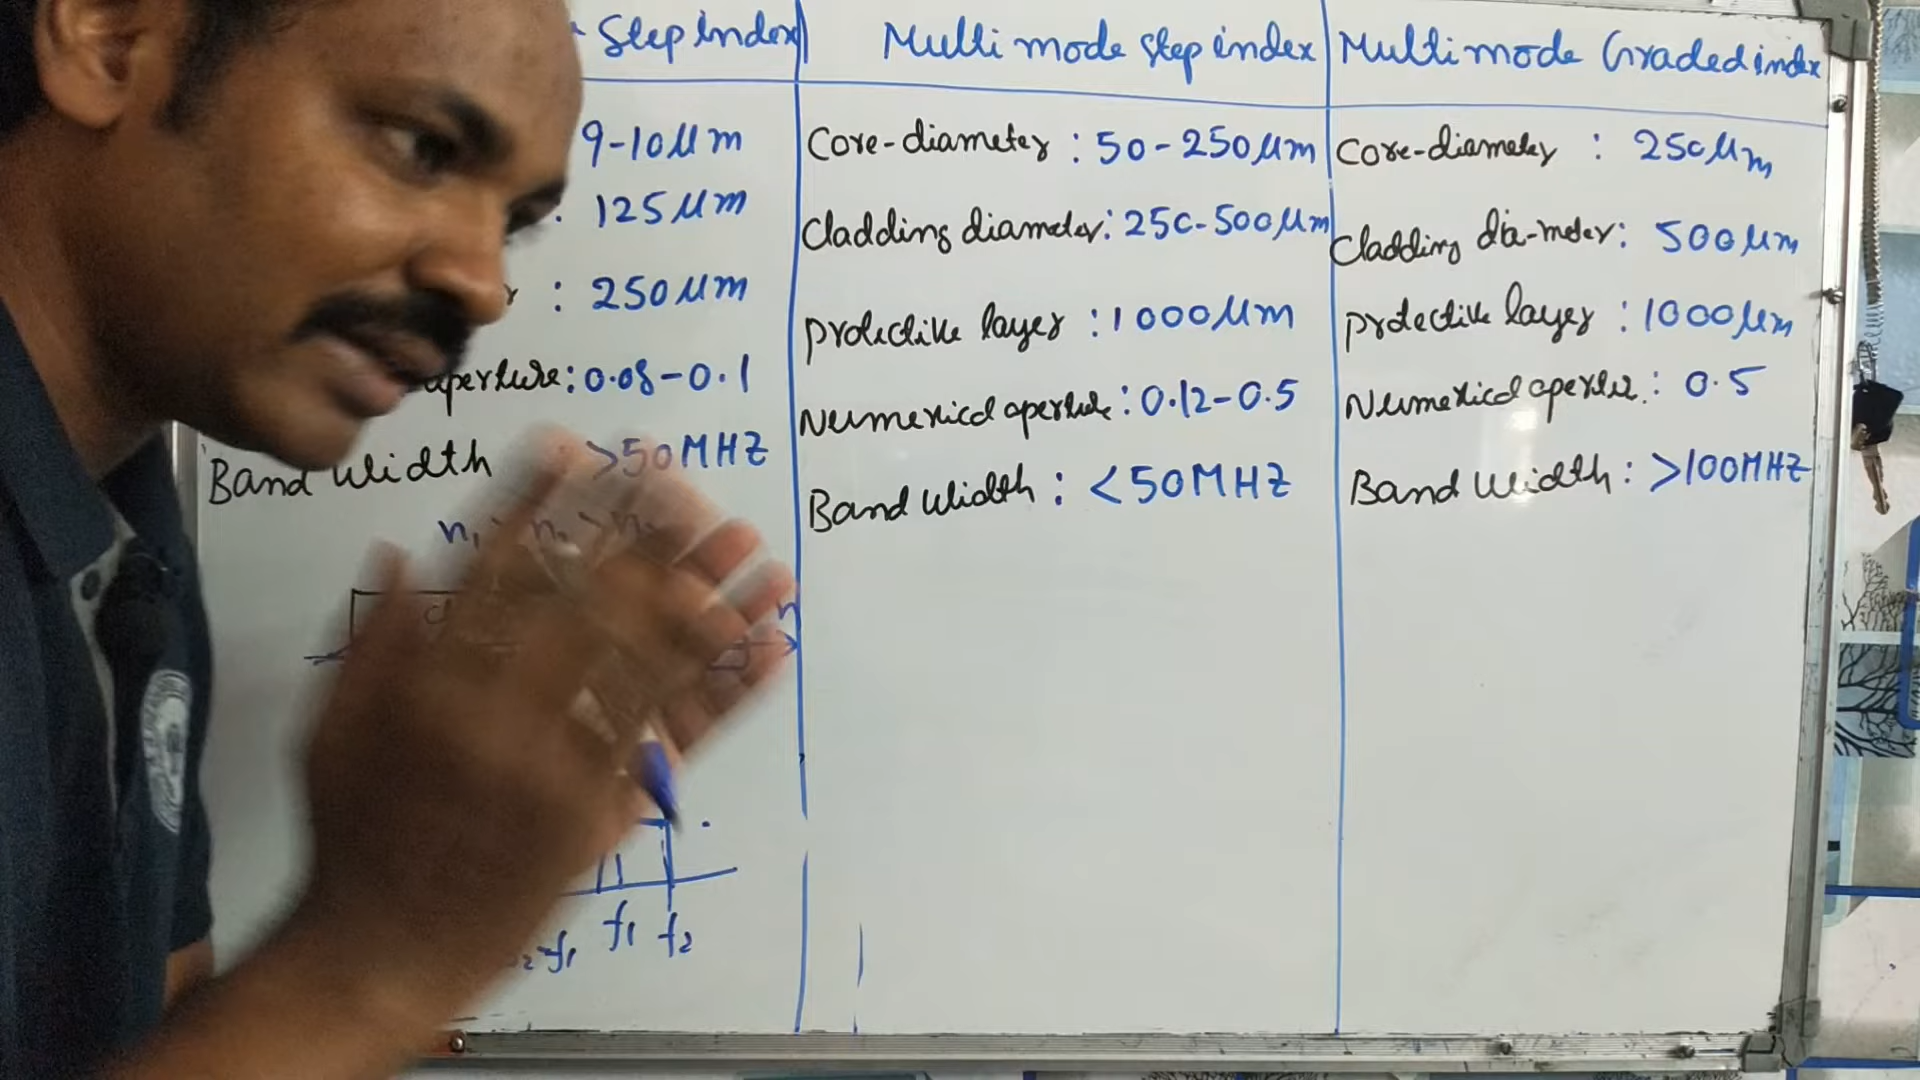 Step index
9-10μm
: 125μm
: 250μm
aperture: 0.08-0.1
Band width >50MHZ
n₁ > n₂ >
f₁ f₂
Multi mode step index
Core-diameter : 50-250μm
Cladding diameter: 250-500μm
protective layer : 1000μm
Numerical aperture : 0.12-0.5
Band width : <50MHZ
Multi mode Graded index
Core-diameter : 250μm
Cladding dia-meter: 500μm
protective layer : 1000μm
Numerical aperture : 0.5
Band width : >100MHZ